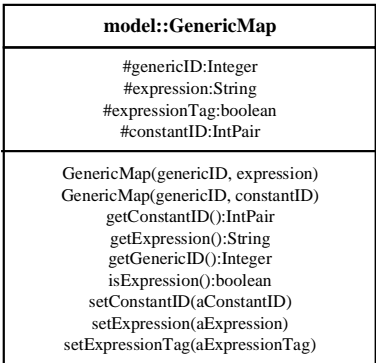 model::GenericMap
#genericID:Integer
#expression:String
#expressionTag:boolean
#constantID:IntPair
GenericMap(genericID, expression)
GenericMap(genericID, constantID)
getConstantID():IntPair
getExpression():String
getGenericID():Integer
isExpression():boolean
setConstantID(aConstantID)
setExpression(aExpression)
setExpressionTag(aExpressionTag)